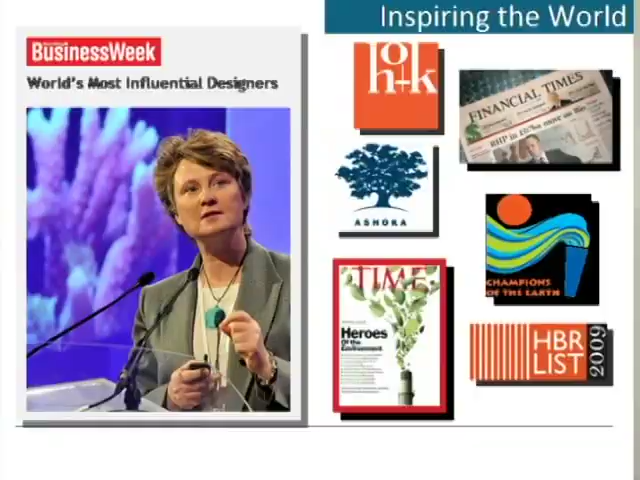 Inspiring the World
BusinessWeek
World's Most Influential Designers
FINANCIAL TIMES
ASHOKA
CHAMPIONS
OF THE EARTH
TIME
Heroes
Of the
Environment
HBR
LIST
2009